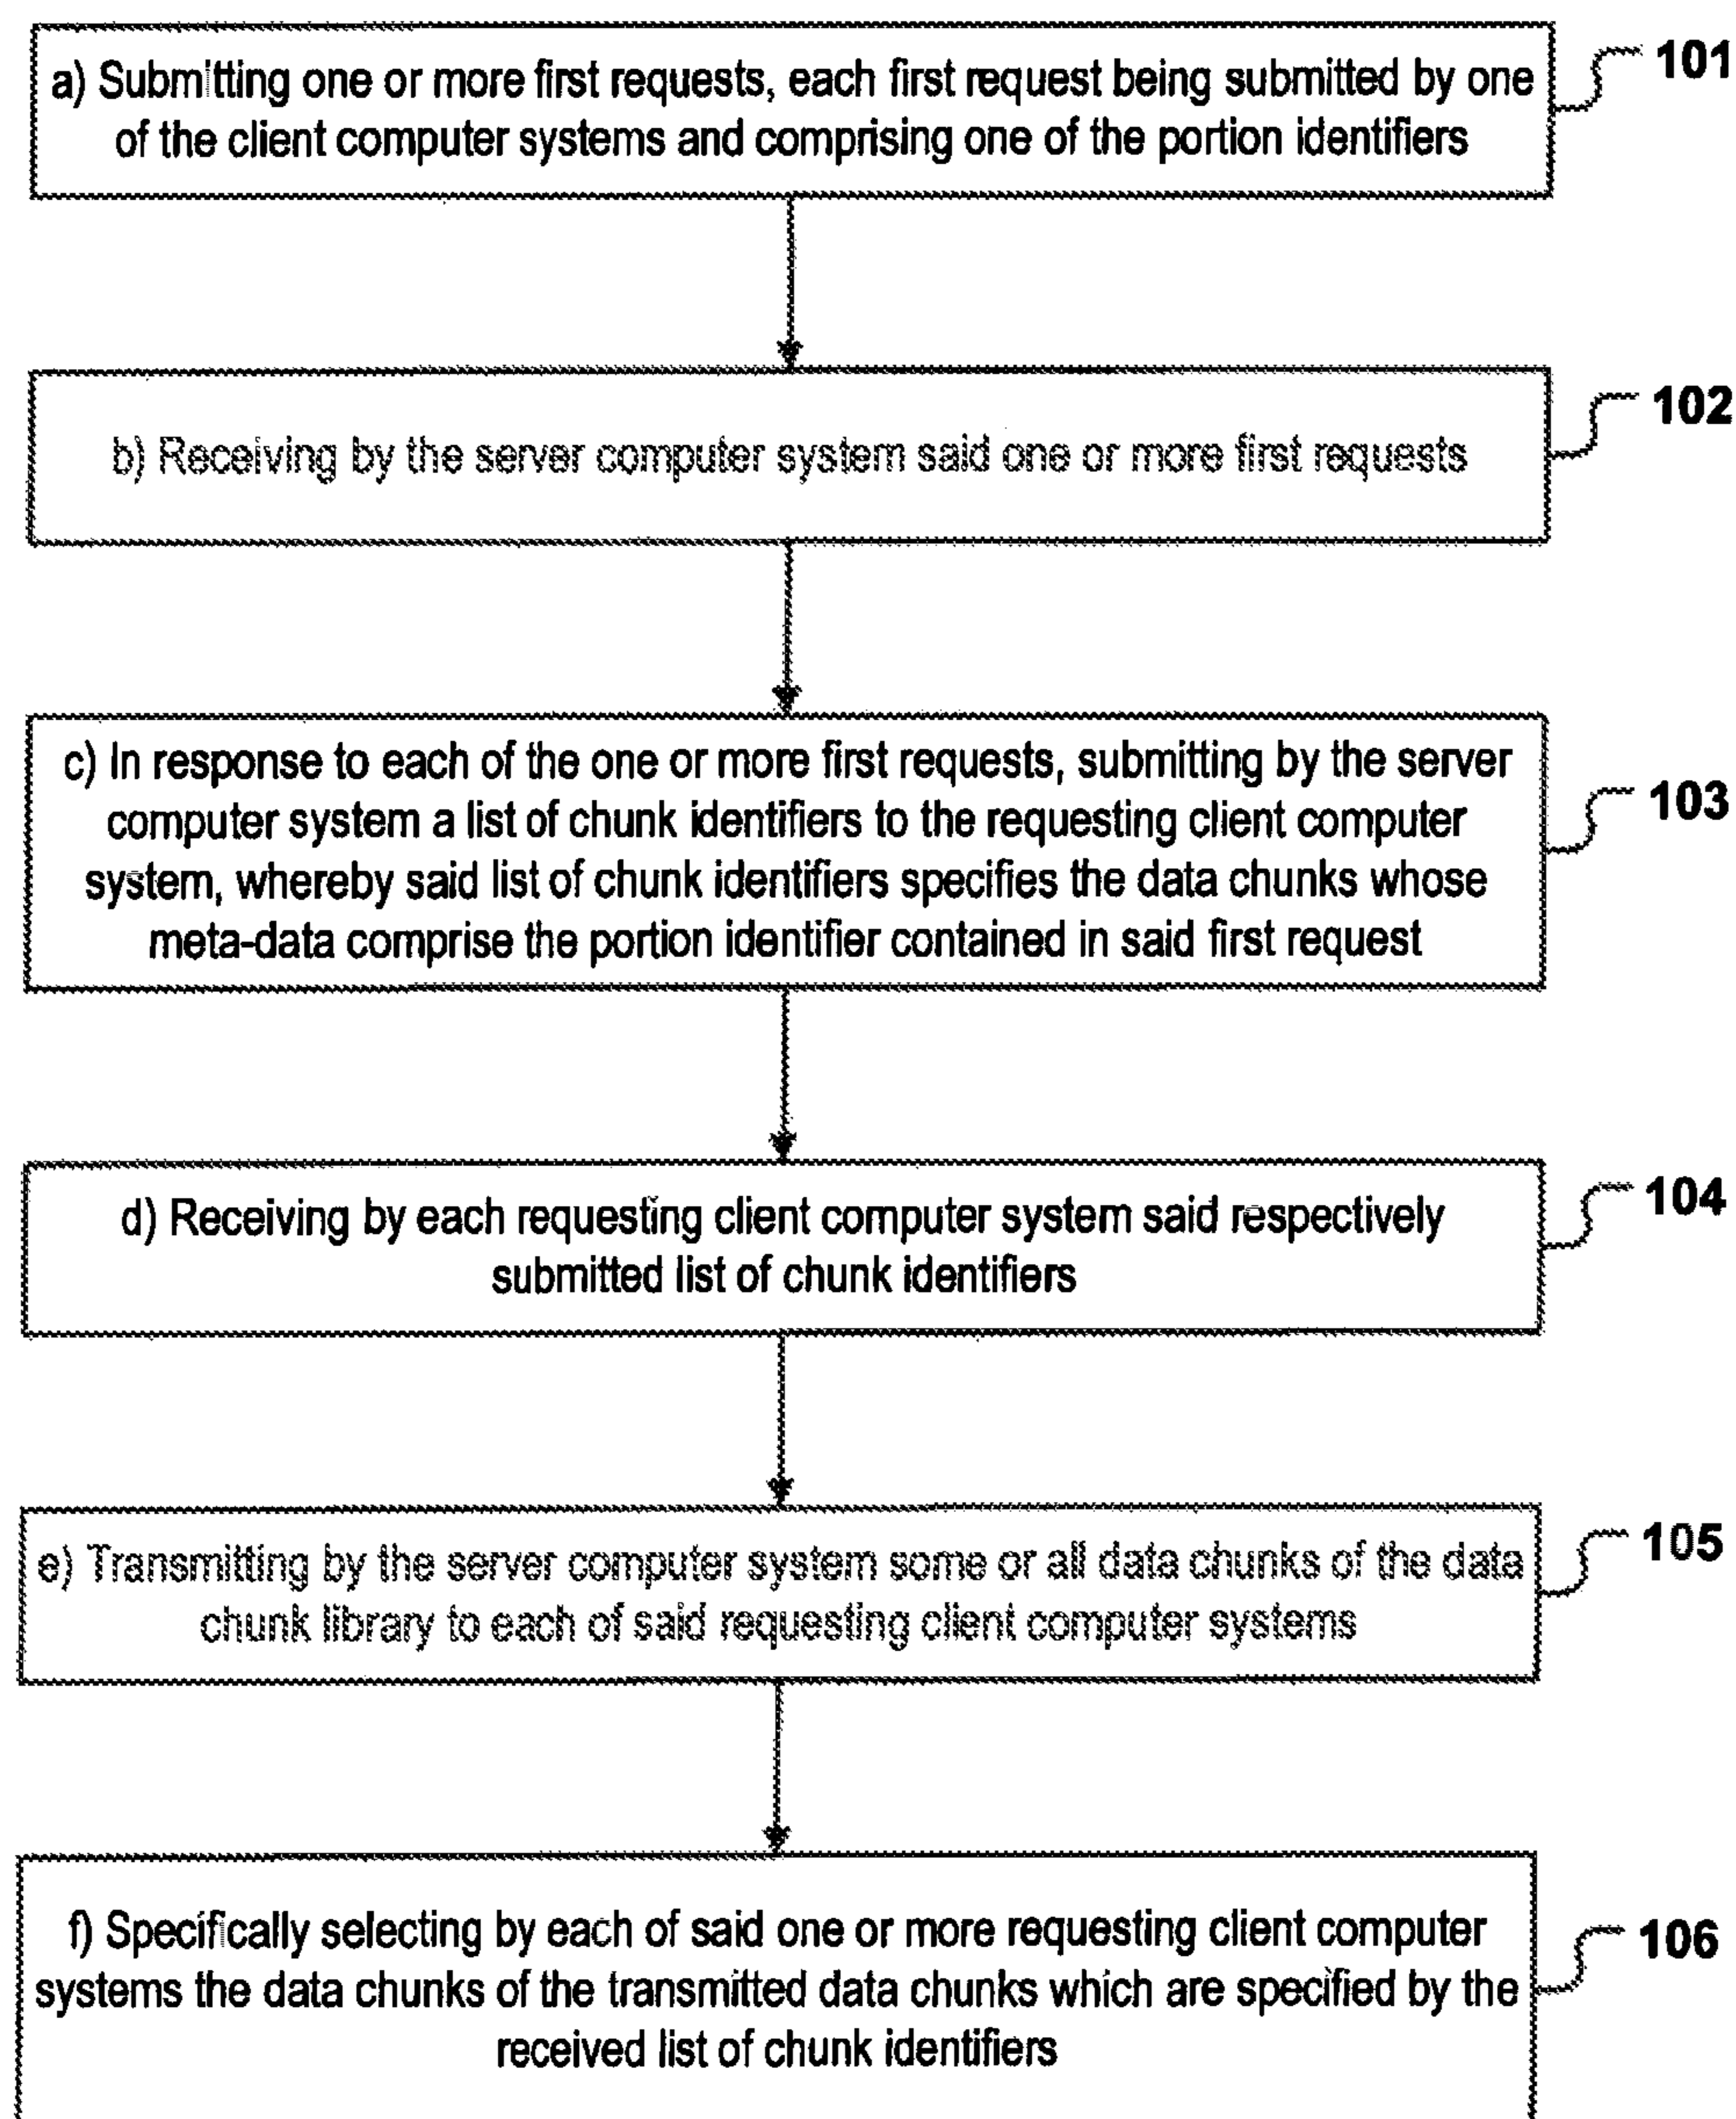 a) Submitting one or more first requests, each first request being submitted by one
of the client computer systems and comprising one of the portion identifiers
101
b) Receiving by the server computer system said one or more first requests
102
c) In response to each of the one or more first requests, submitting by the server
computer system a list of chunk identifiers to the requesting client computer
system, whereby said list of chunk identifiers specifies the data chunks whose
meta-data comprise the portion identifier contained in said first request
103
d) Receiving by each requesting client computer system said respectively
submitted list of chunk identifiers
104
e) Transmitting by the server computer system some or all data chunks of the data
chunk library to each of said requesting client computer systems
105
f) Specifically selecting by each of said one or more requesting client computer
systems the data chunks of the transmitted data chunks which are specified by the
received list of chunk identifiers
106